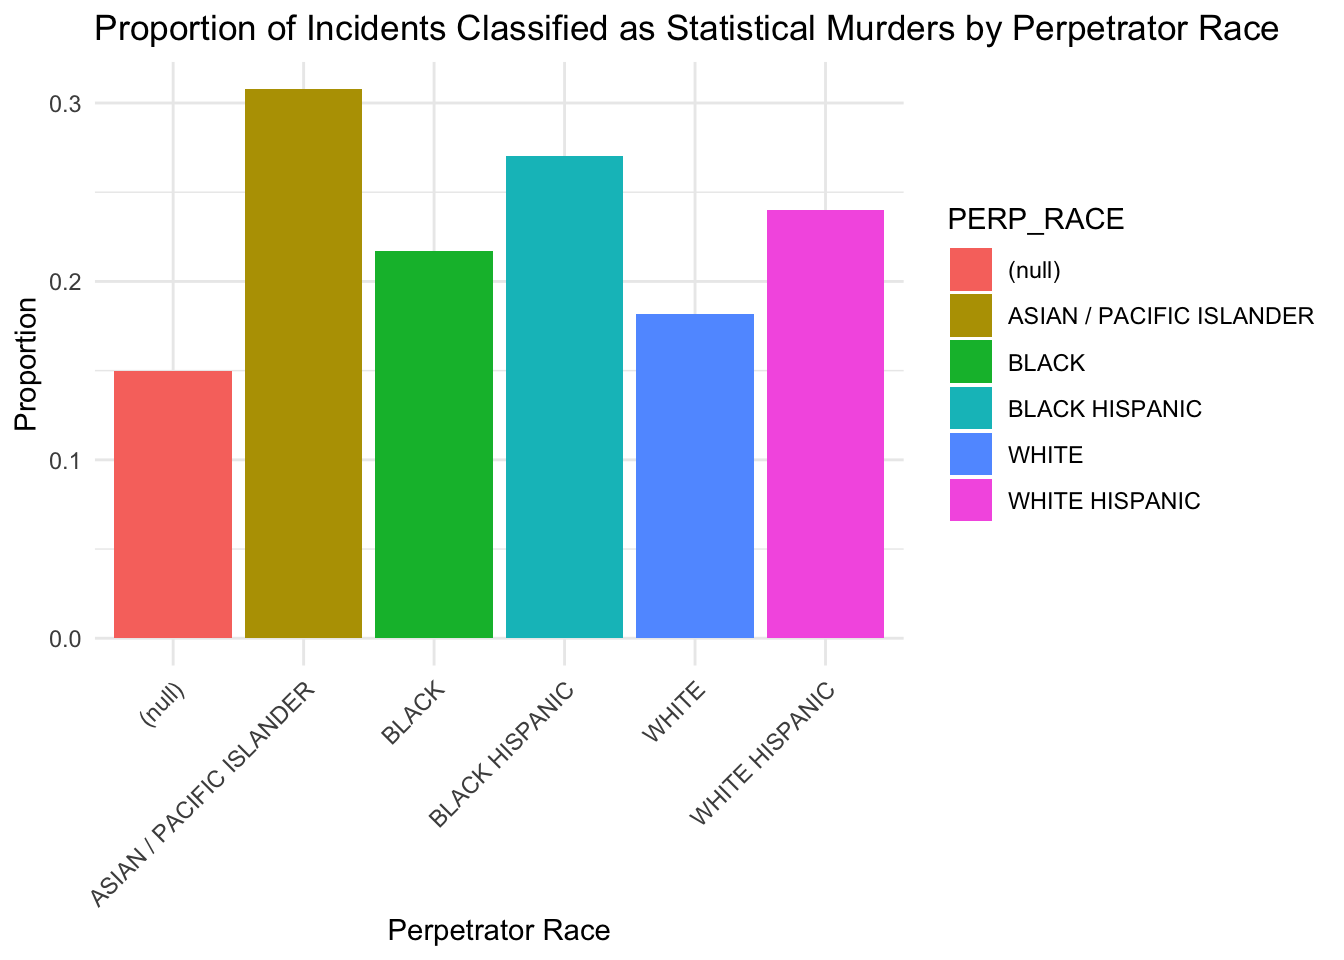 Proportion of Incidents Classified as Statistical Murders by Perpetrator Race
Proportion
0.3
0.2
0.1
0.0
(null)
ASIAN / PACIFIC ISLANDER
BLACK
BLACK HISPANIC
WHITE
WHITE HISPANIC
Perpetrator Race
PERP_RACE
(null)
ASIAN / PACIFIC ISLANDER
BLACK
BLACK HISPANIC
WHITE
WHITE HISPANIC